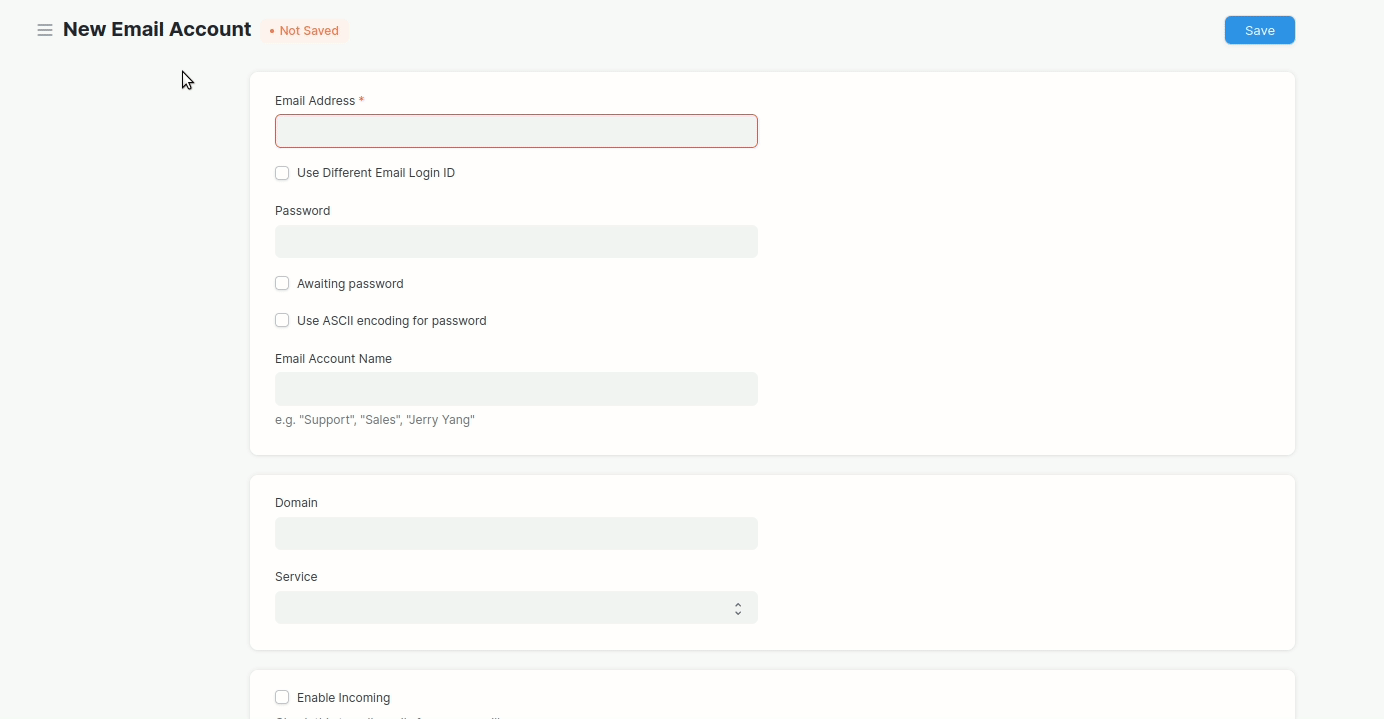 New Email Account
Not Saved
Save
Email Address *
Use Different Email Login ID
Password
Awaiting password
Use ASCII encoding for password
Email Account Name
e.g. "Support", "Sales", "Jerry Yang"
Domain
Service
Enable Incoming